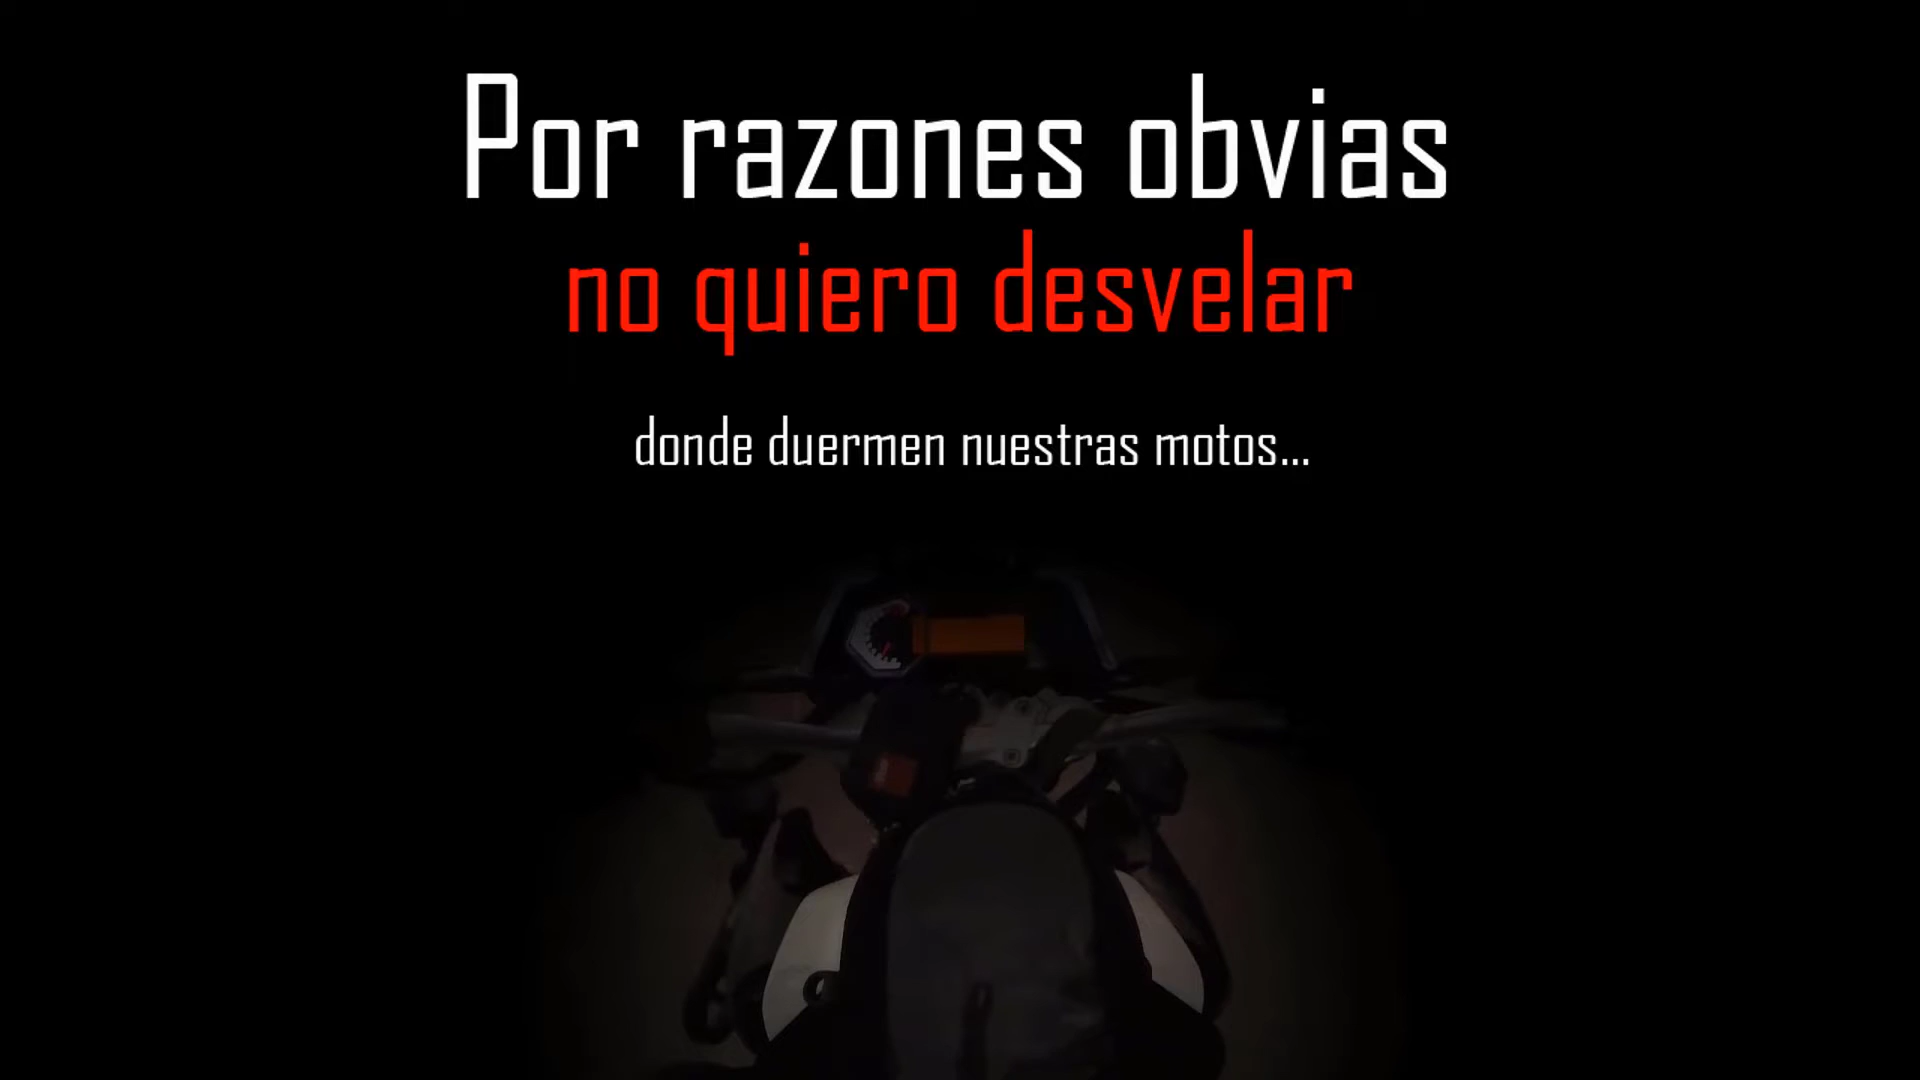 Por razones obvias
no quiero desvelar
donde duermen nuestras motos...